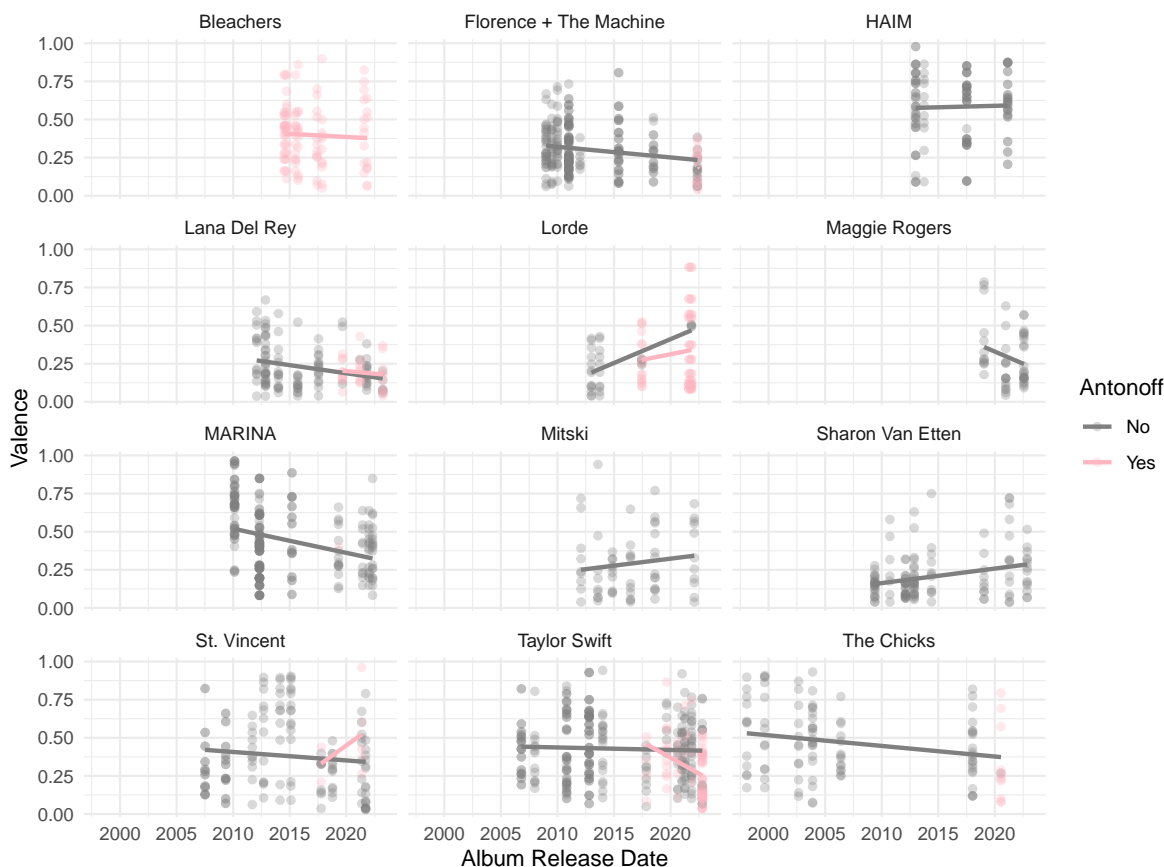 Bleachers Florence + The Machine HAIM
1.00
0.75
0.50
0.25
0.00
Lana Del Rey Lorde Maggie Rogers
1.00
0.75
0.50
0.25
0.00
MARINA Mitski Sharon Van Etten
1.00
0.75
0.50
0.25
0.00
St. Vincent Taylor Swift The Chicks
1.00
0.75
0.50
0.25
0.00
2000 2005 2010 2015 2020 2000 2005 2010 2015 2020 2000 2005 2010 2015 2020
Album Release Date
Valence
Antonoff
No
Yes